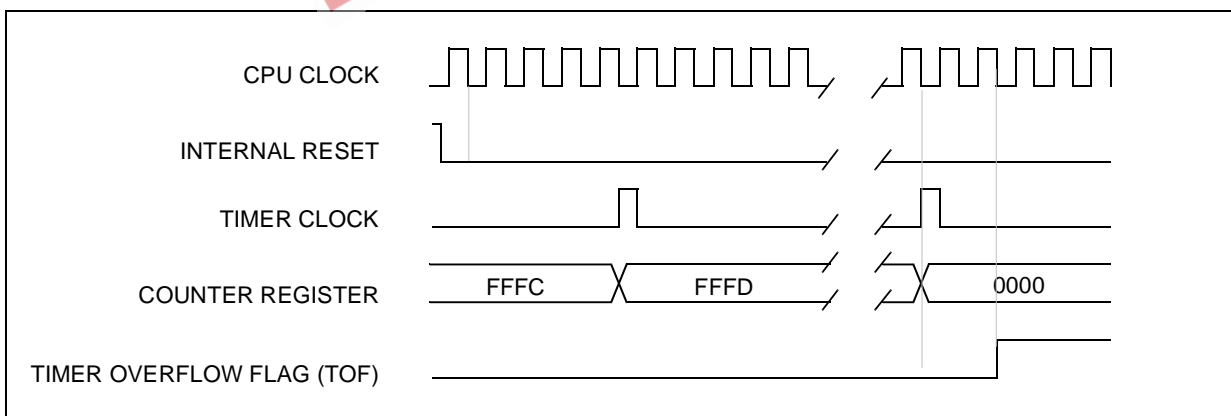 CPU CLOCK
INTERNAL RESET
TIMER CLOCK
COUNTER REGISTER
FFFC
FFFD
0000
TIMER OVERFLOW FLAG (TOF)